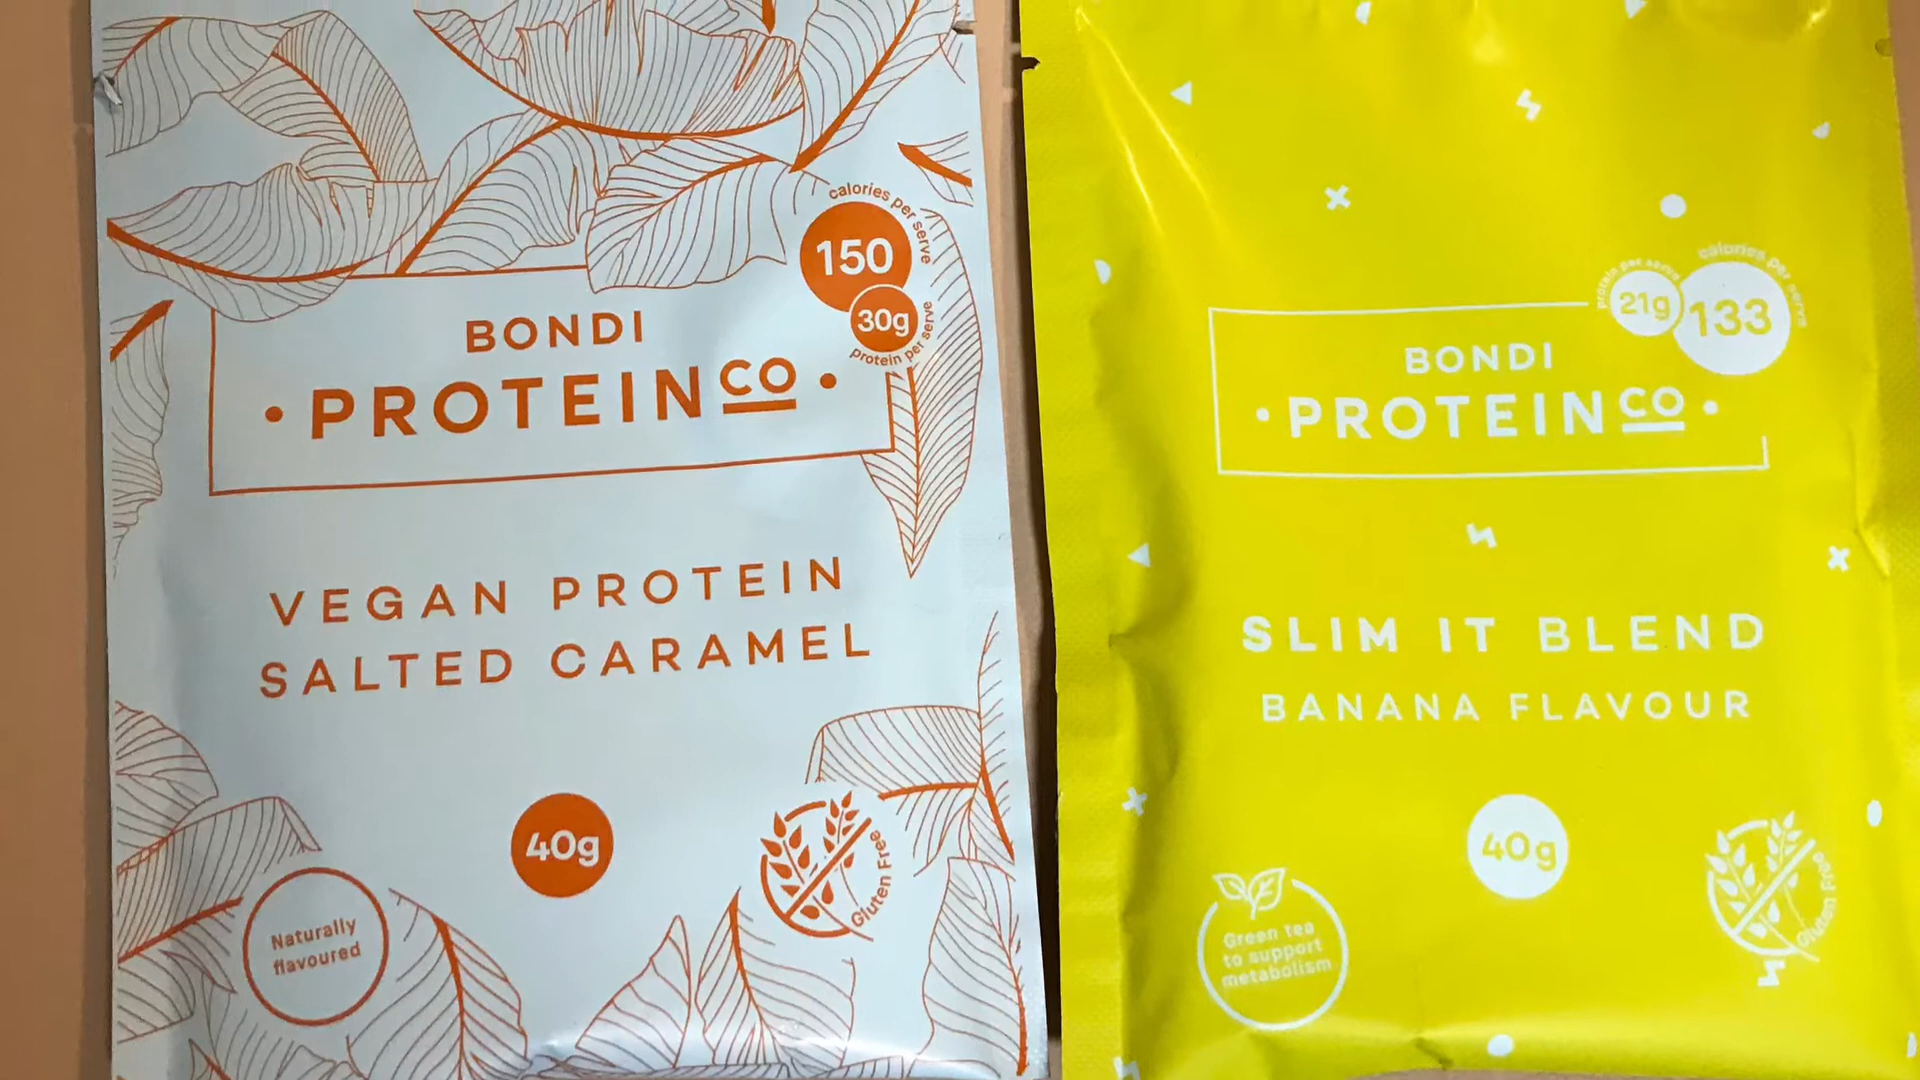 calories per serve
150
30g
protein per serve
BONDI
• PROTEIN CO •
VEGAN PROTEIN
SALTED CARAMEL
40g
Naturally
flavoured
Gluten Free
protein per serve
21g
calories per serve
133
BONDI
• PROTEIN CO •
SLIM IT BLEND
BANANA FLAVOUR
40g
Green tea
to support
metabolism
Gluten Free